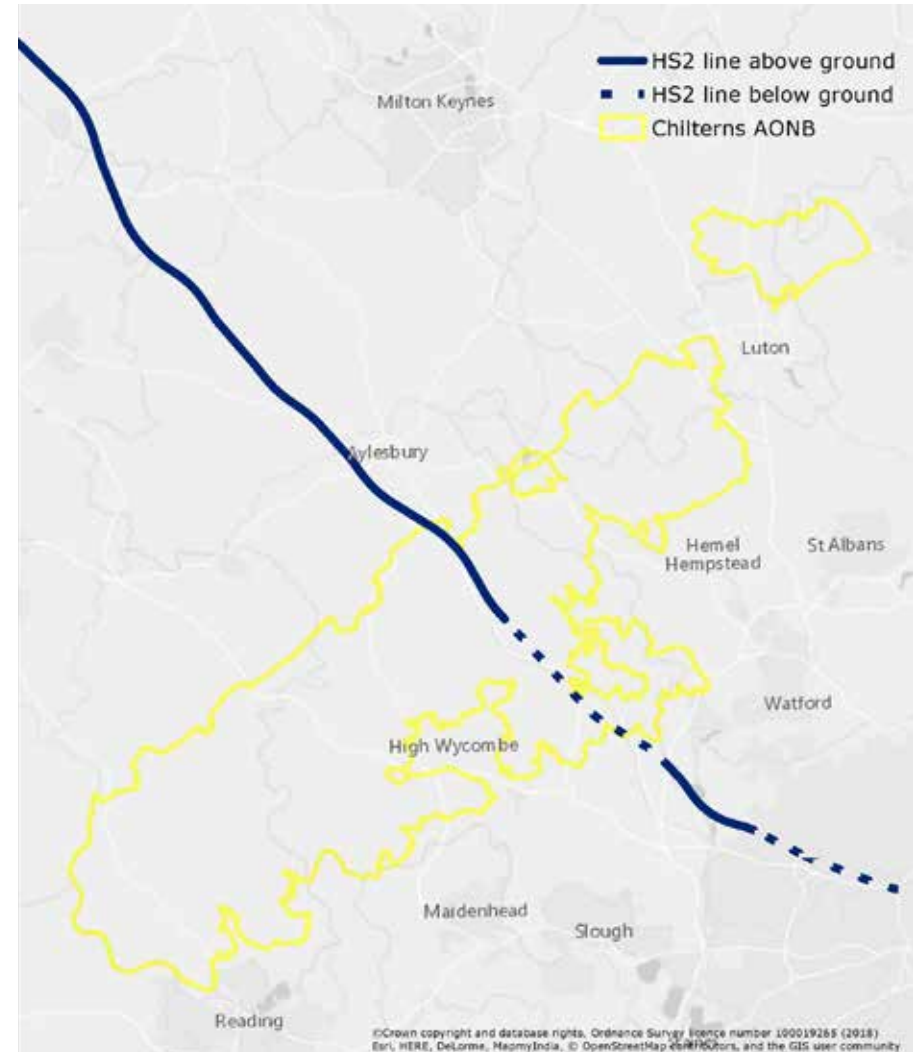 HS2 line above ground
HS2 line below ground
Chilterns AONB
Milton Keynes
Luton
Aylesbury
Hemel
Hempstead
St Albans
Watford
High Wycombe
Maidenhead
Slough
Reading
©Crown copyright and database rights, Ordnance Survey licence number 100019265 (2018)
Esri, HERE, DeLorme, MapmyIndia, © OpenStreetMap contributors, and the GIS user community